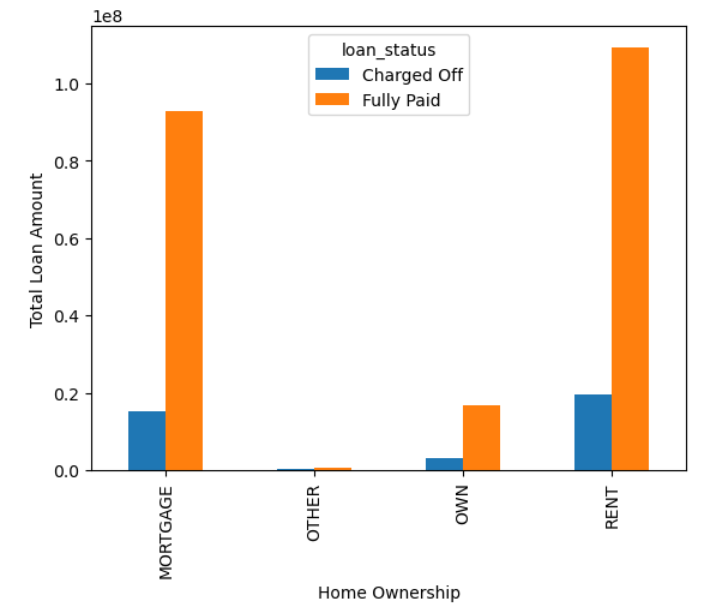 1e8
loan_status
Charged Off
Fully Paid
1.0
0.8
0.6
0.4
0.2
0.0
Total Loan Amount
MORTGAGE
OTHER
OWN
RENT
Home Ownership